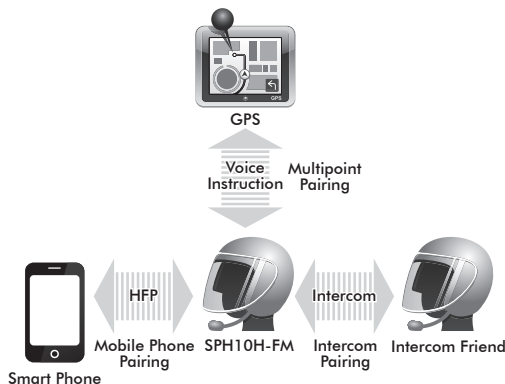 GPS
GPS
Voice
Instruction
Multipoint
Pairing
HFP
Intercom
Mobile Phone
Pairing
SPH10H-FM
Intercom
Pairing
Intercom Friend
Smart Phone